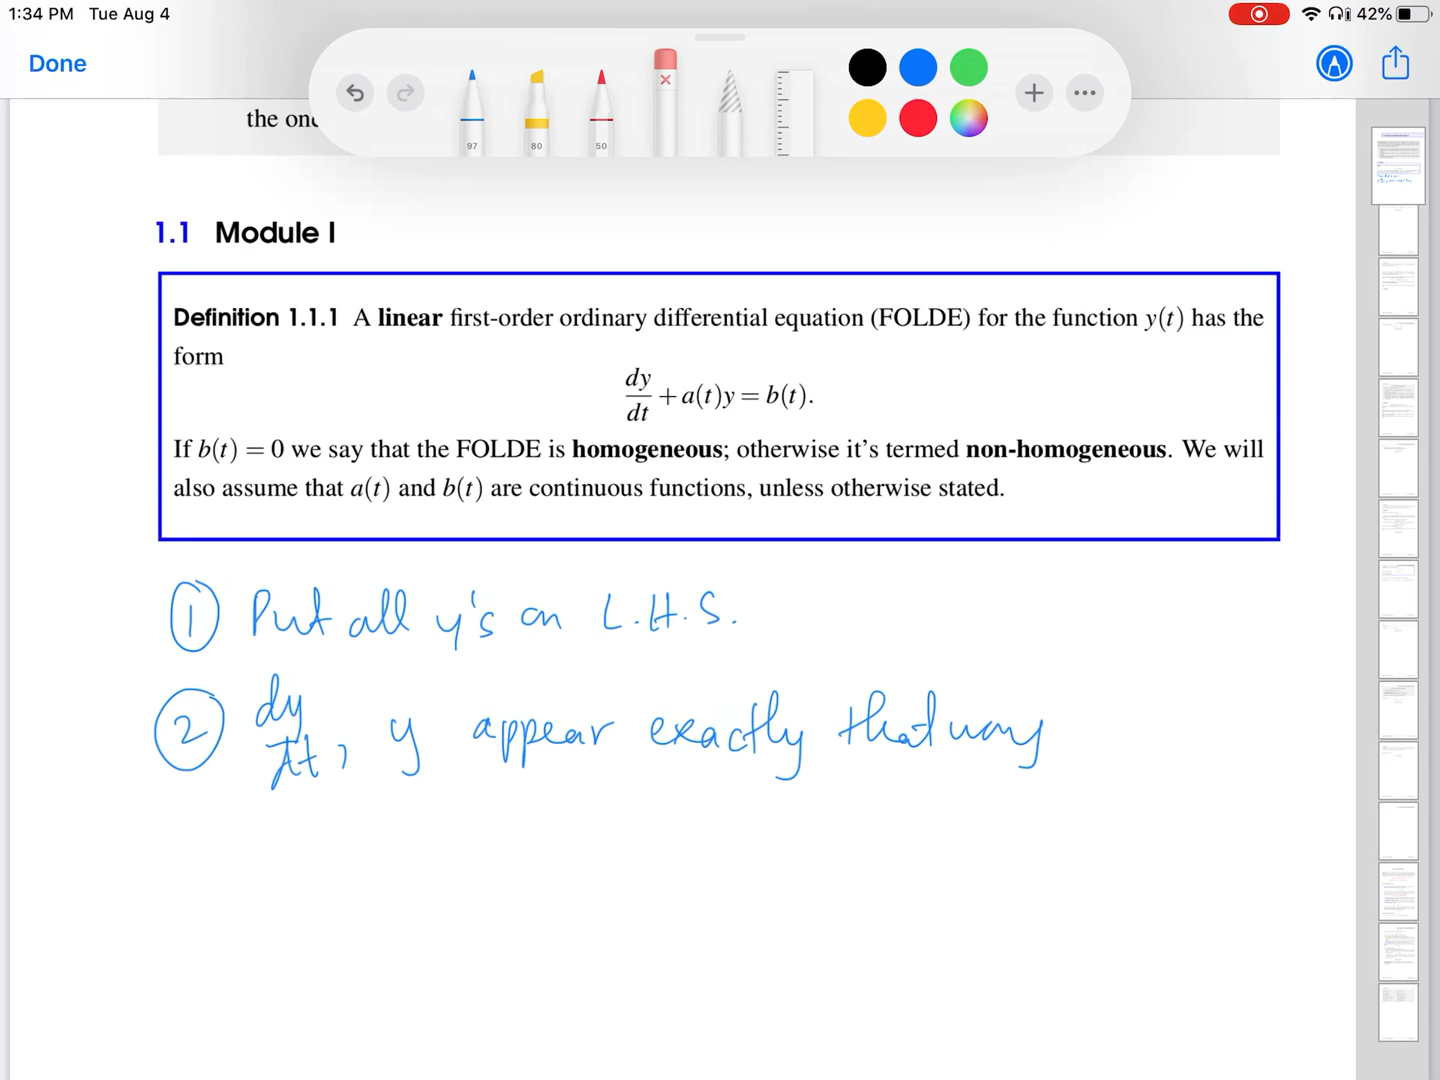 1:34 PM Tue Aug 4
42%
Done
97
80
50
the one
1.1 Module I
Definition 1.1.1 A linear first-order ordinary differential equation (FOLDE) for the function y(t) has the
form
dy/dt + a(t)y = b(t).
If b(t) = 0 we say that the FOLDE is homogeneous; otherwise it's termed non-homogeneous. We will
also assume that a(t) and b(t) are continuous functions, unless otherwise stated.
① Put all y's on L.H.S.
② dy/dt, y appear exactly that way